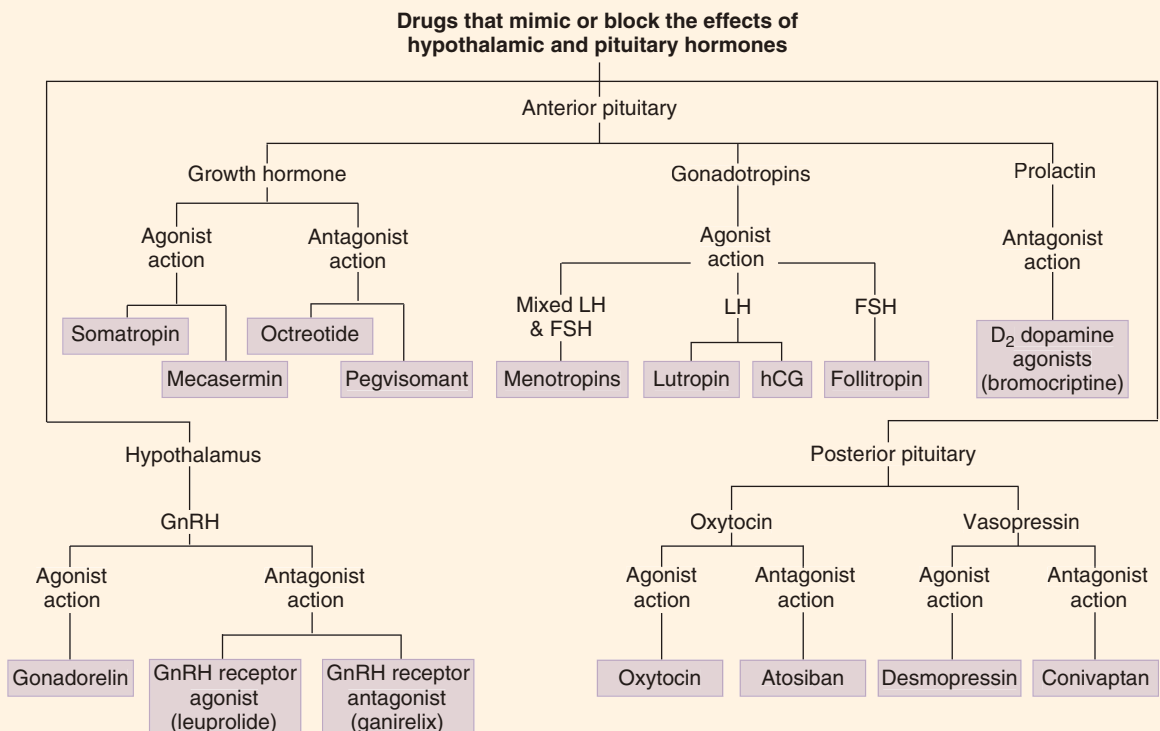 Drugs that mimic or block the effects of
hypothalamic and pituitary hormones
Anterior pituitary
Growth hormone
Gonadotropins
Prolactin
Agonist
action
Antagonist
action
Agonist
action
Antagonist
action
Mixed LH
& FSH
LH
FSH
Somatropin
Octreotide
D₂ dopamine
agonists
(bromocriptine)
Mecasermin
Pegvisomant
Menotropins
Lutropin
hCG
Follitropin
Hypothalamus
GnRH
Agonist
action
Antagonist
action
Gonadorelin
GnRH receptor
agonist
(leuprolide)
GnRH receptor
antagonist
(ganirelix)
Posterior pituitary
Oxytocin
Vasopressin
Agonist
action
Antagonist
action
Agonist
action
Antagonist
action
Oxytocin
Atosiban
Desmopressin
Conivaptan